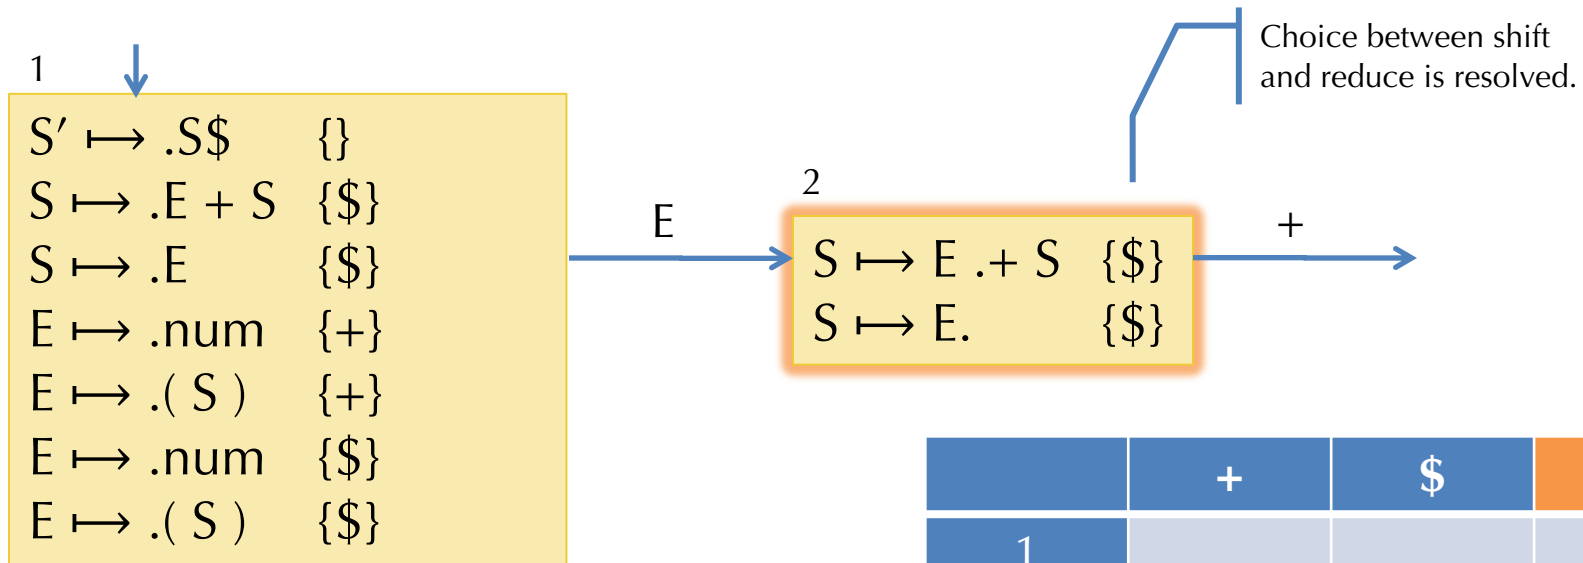 Choice between shift
and reduce is resolved.
1
S′ ⟼ .S$ {}
S ⟼ .E + S {$}
S ⟼ .E {$}
E ⟼ .num {+}
E ⟼ .( S ) {+}
E ⟼ .num {$}
E ⟼ .( S ) {$}
E
2
S ⟼ E .+ S {$}
S ⟼ E. {$}
+
+ $
1